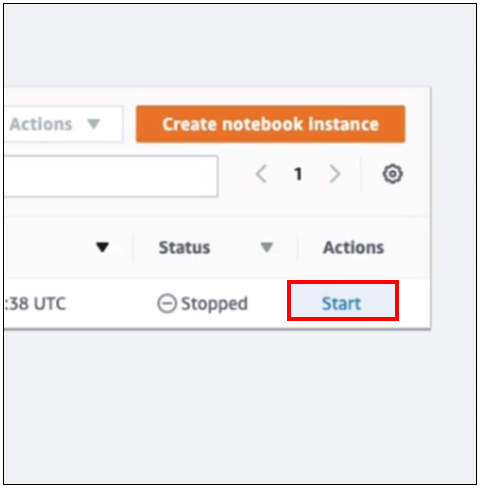 Actions Create notebook instance
1
Status Actions
:38 UTC Stopped Start